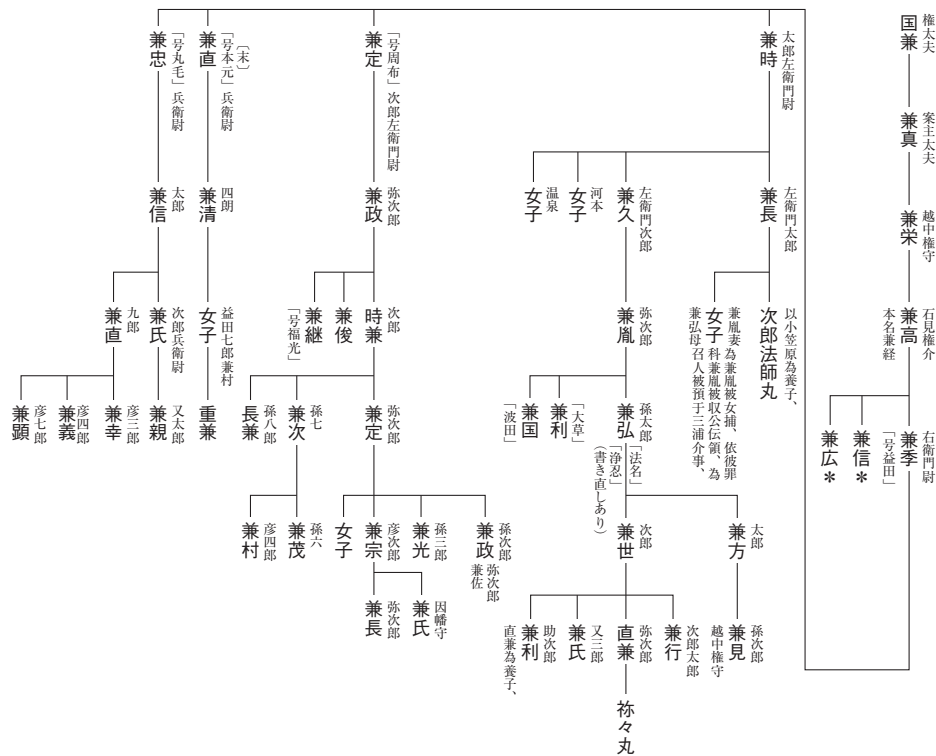 権太夫
国兼
案主太夫
兼真
越中権守
兼栄
石見権介
兼高
本名兼経
右衛門尉
兼季
「号益田」
兼信＊
兼広＊
太郎左衛門尉
兼時
左衛門太郎
兼長
以小笠原為養子、
次郎法師丸
兼胤妻為兼胤被女捕、依彼罪
女子
科兼胤被収公伝領、為
兼弘母召人被預于三浦介事、
左衛門次郎
兼久
弥次郎
兼胤
孫太郎
兼弘
「法名」
「浄忍」
（書き直しあり）
太郎
兼方
孫次郎
兼見
越中権守
次郎
兼世
次郎太郎
兼行
弥次郎
直兼
祢々丸
又三郎
兼氏
助次郎
兼利
直兼為養子、
「大草」
兼利
兼国
「波田」
河本
女子
温泉
女子
「号周布」次郎左衛門尉
兼定
弥次郎
兼政
次郎
時兼
弥次郎
兼定
孫次郎
兼政
弥次郎
兼佐
孫三郎
兼光
彦次郎
兼宗
因幡守
兼氏
弥次郎
兼長
女子
孫七
兼次
孫六
兼茂
彦四郎
兼村
孫八郎
長兼
兼俊
兼継
「号福光」
〔末〕
「号本元」兵衛尉
兼直
四朗
兼清
益田七郎兼村
女子
重兼
「号丸毛」兵衛尉
兼忠
太郎
兼信
次郎兵衛尉
兼氏
又太郎
兼親
九郎
兼直
彦三郎
兼幸
彦四郎
兼義
彦七郎
兼顕